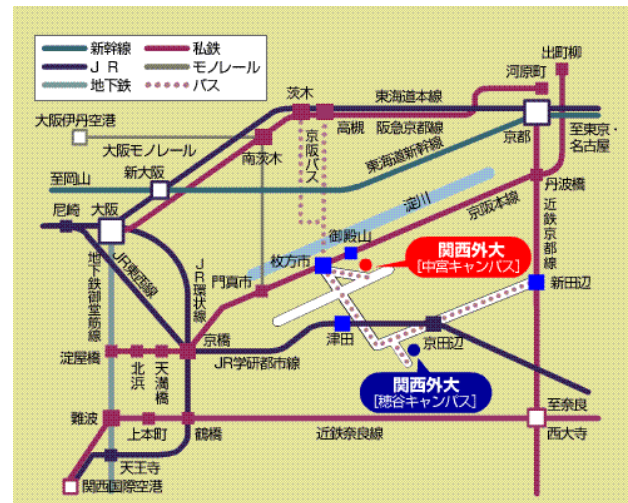 新幹線
私鉄
JR
モノレール
地下鉄
バス
出町柳
河原町
茨木
東海道本線
大阪伊丹空港
高槻
阪急京都線
京都
至東京・
名古屋
大阪モノレール
南茨木
京阪バス
東海道新幹線
至岡山
新大阪
淀川
丹波橋
尼崎
大阪
御殿山
京阪本線
近鉄京都線
枚方市
関西外大
[中宮キャンパス]
JR東西線
JR環状線
門真市
新田辺
地下鉄御堂筋線
京橋
津田
京田辺
淀屋橋
北浜
天満橋
JR学研都市線
関西外大
[穂谷キャンパス]
難波
上本町
鶴橋
近鉄奈良線
至奈良
西大寺
天王寺
関西国際空港